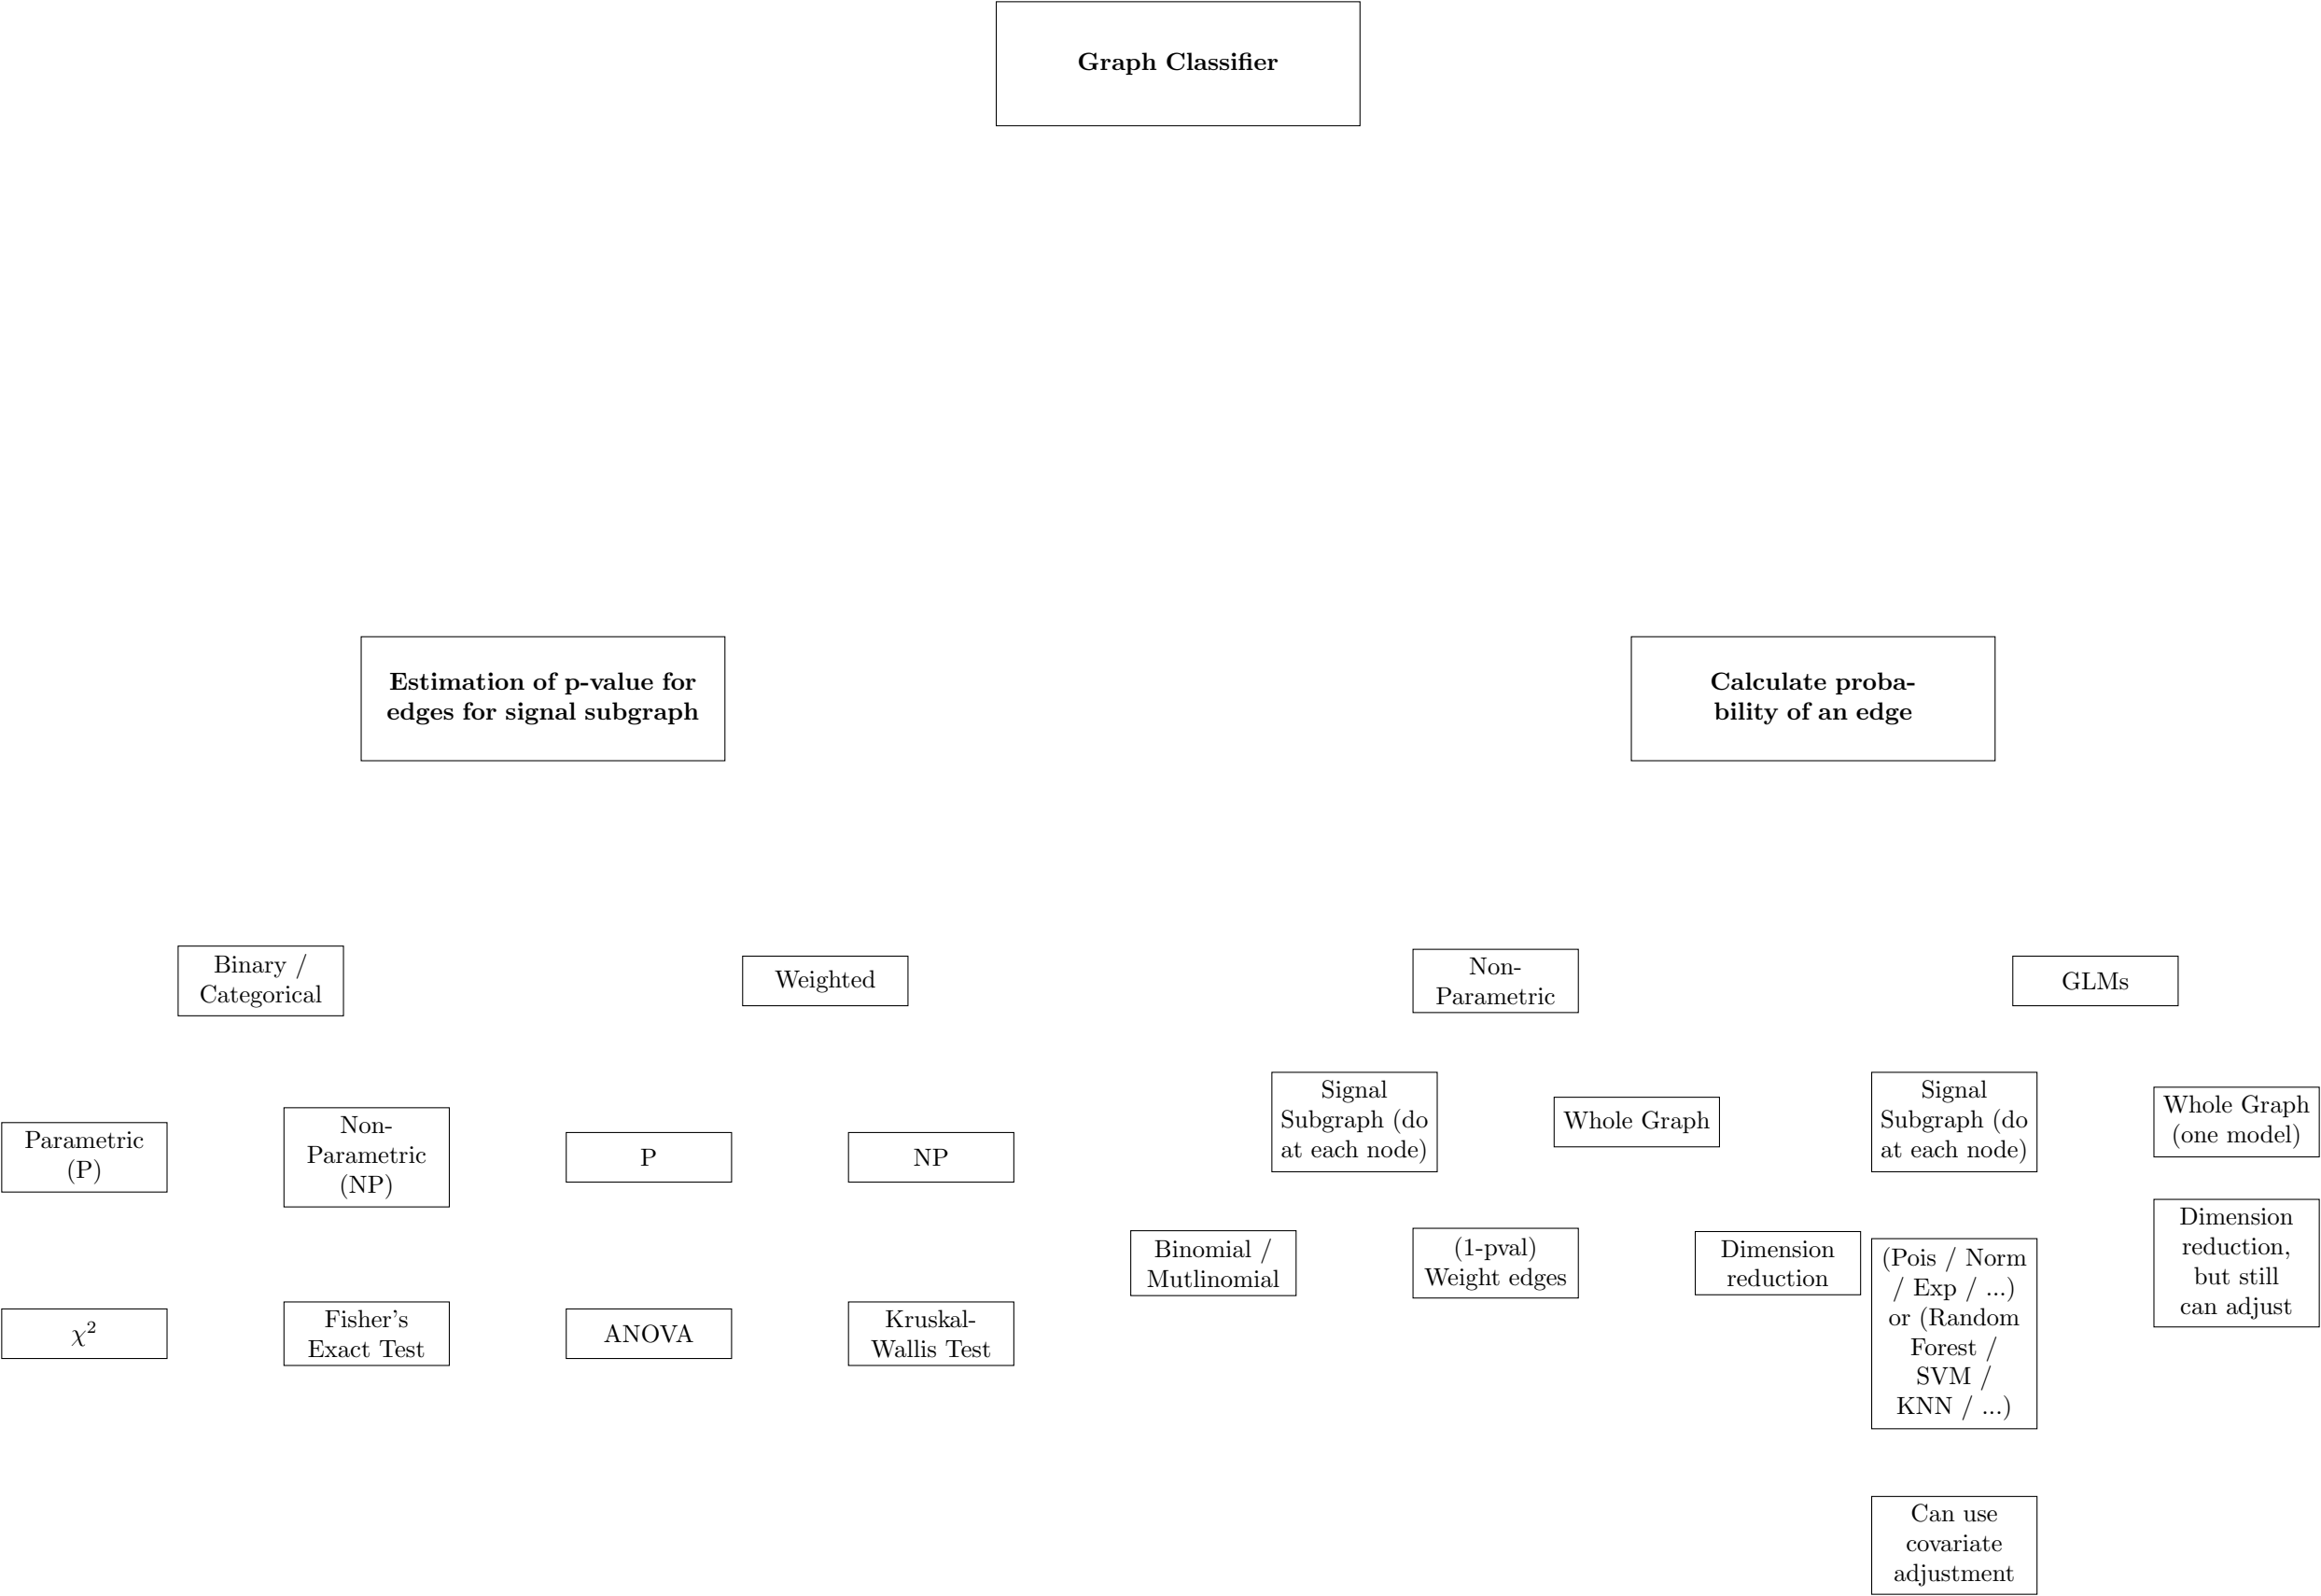 Graph Classifier
Estimation of p-value for
edges for signal subgraph
Calculate proba-
bility of an edge
Binary /
Categorical
Weighted
Non-
Parametric
GLMs
Parametric
(P)
Non-
Parametric
(NP)
P
NP
Signal
Subgraph (do
at each node)
Whole Graph
Signal
Subgraph (do
at each node)
Whole Graph
(one model)
χ²
Fisher's
Exact Test
ANOVA
Kruskal-
Wallis Test
Binomial /
Mutlinomial
(1-pval)
Weight edges
Dimension
reduction
(Pois / Norm
/ Exp / ...)
or (Random
Forest /
SVM /
KNN / ...)
Dimension
reduction,
but still
can adjust
Can use
covariate
adjustment